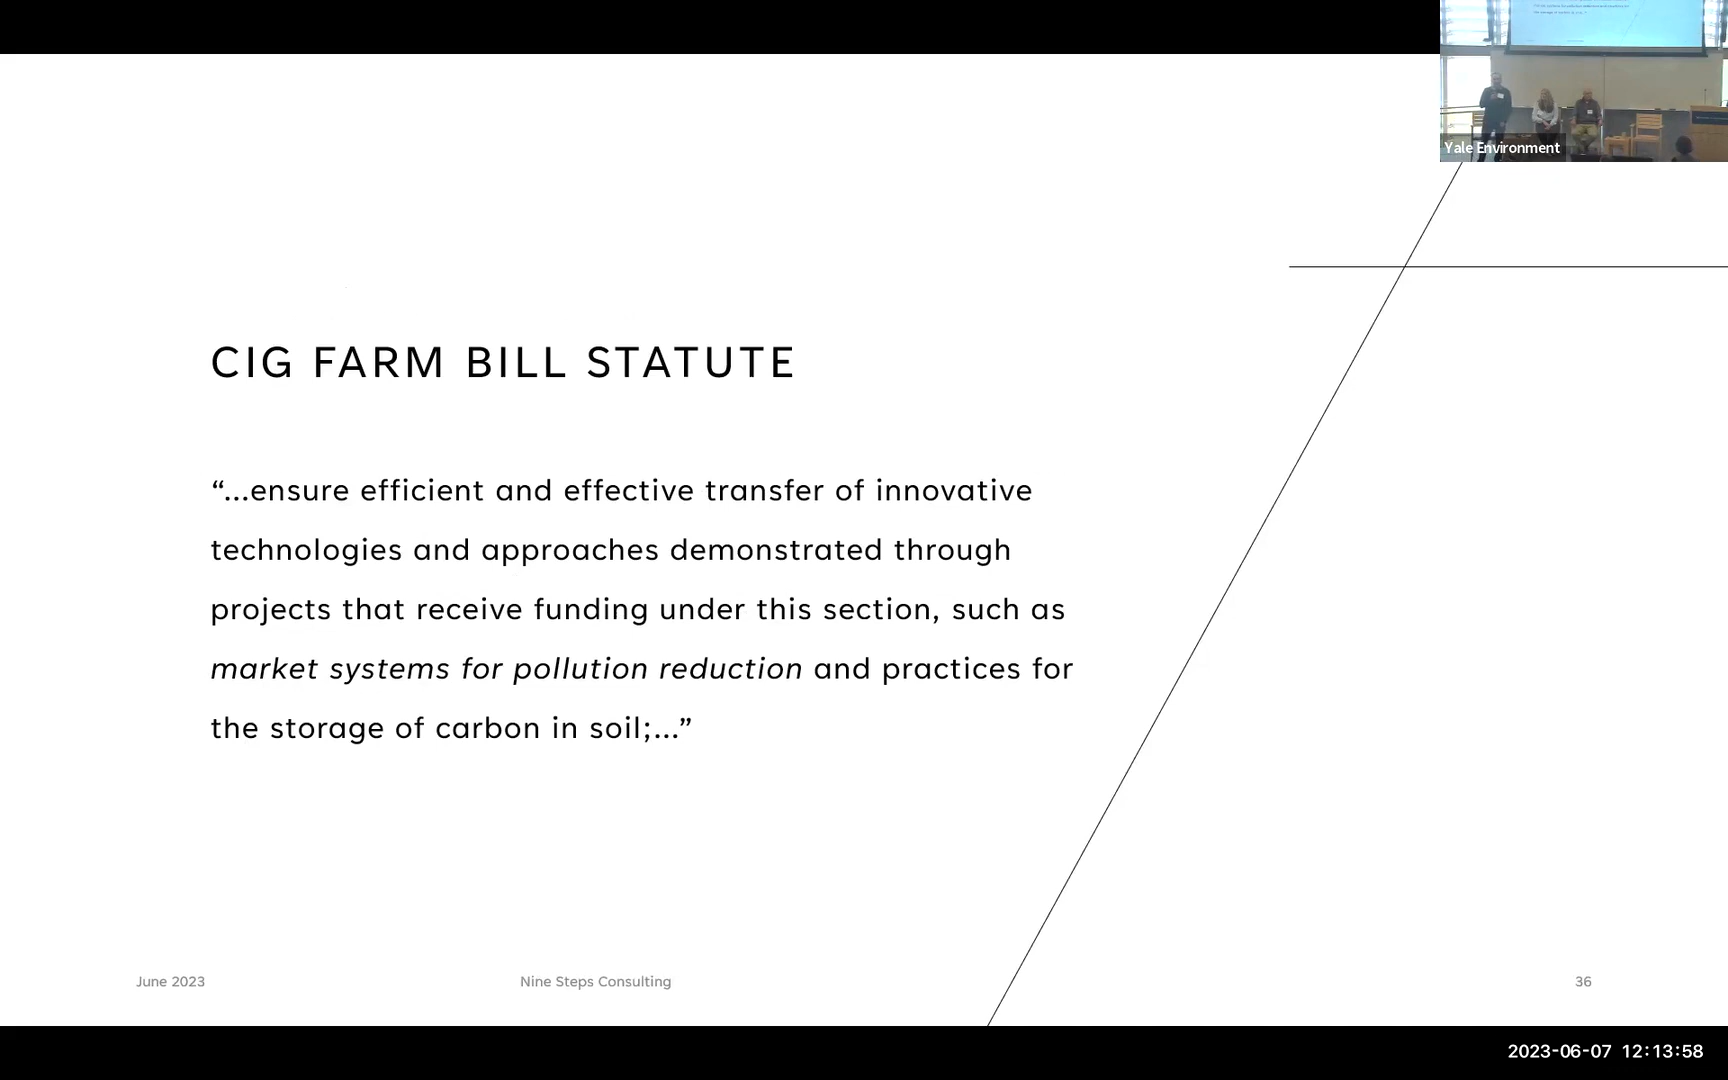 Yale Environment
CIG FARM BILL STATUTE
“...ensure efficient and effective transfer of innovative
technologies and approaches demonstrated through
projects that receive funding under this section, such as
market systems for pollution reduction and practices for
the storage of carbon in soil;...”
June 2023
Nine Steps Consulting
36
2023-06-07 12:13:58